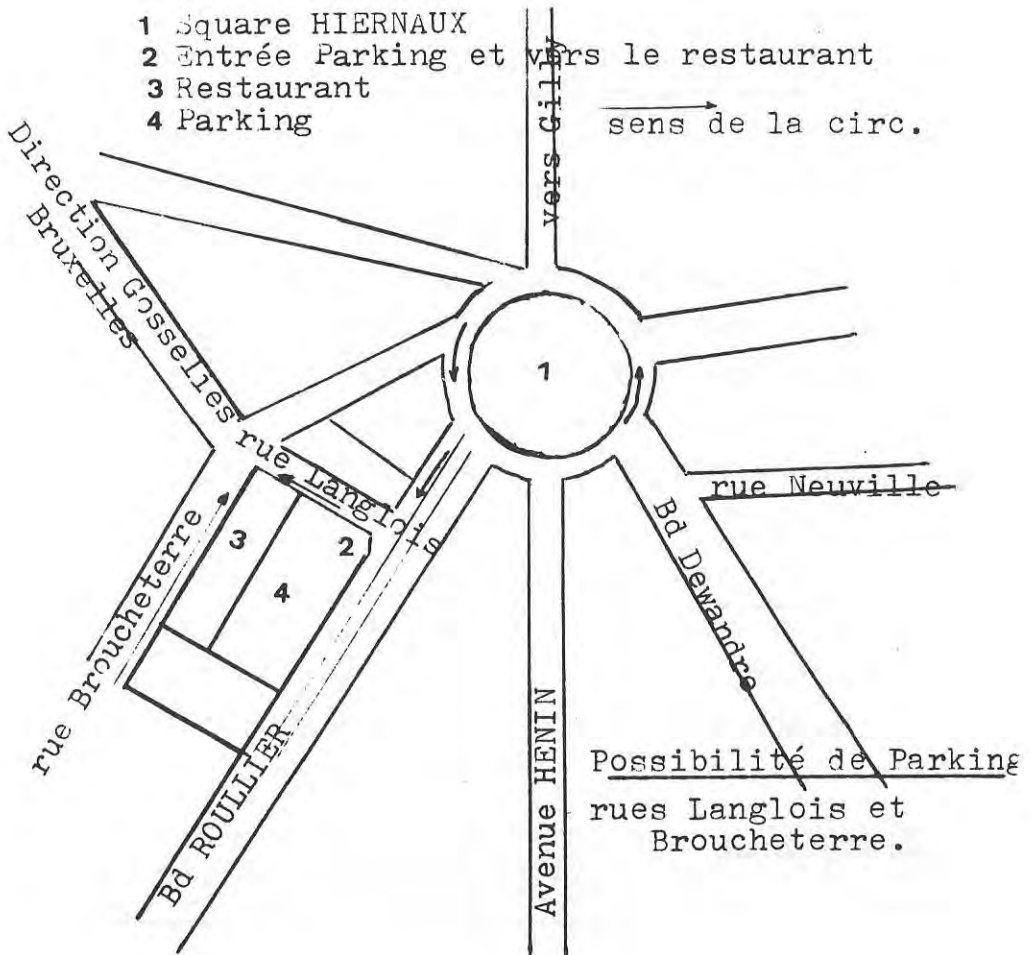 1 Square HIERNAUX
2 Entrée Parking et vers le restaurant
3 Restaurant
4 Parking
sens de la circ.
vers Gilly
Direction Gosselles
Bruxelles
1
rue Langlois
rue Neuville
3
2
4
Bd Dewandre
rue Broucheterre
Bd ROULLIER
Avenue HENIN
Possibilité de Parking
rues Langlois et
Broucheterre.